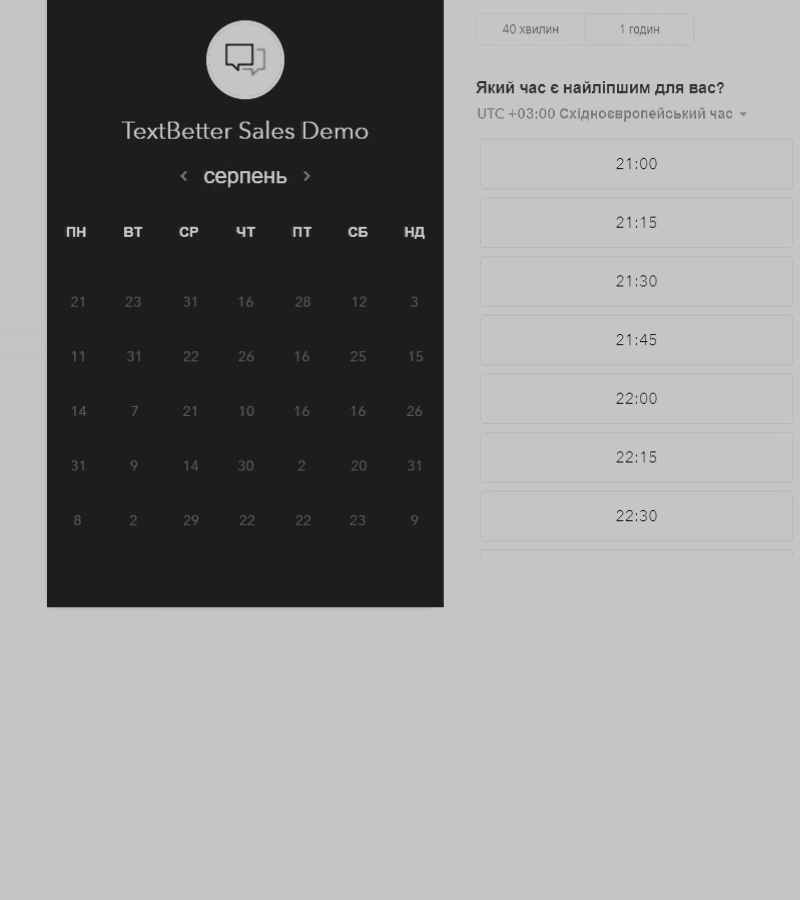 TextBetter Sales Demo
‹ серпень ›
ПН ВТ СР ЧТ ПТ СБ НД
21 23 31 16 28 12 3
11 31 22 26 16 25 15
14 7 21 10 16 16 26
31 9 14 30 2 20 31
8 2 29 22 22 23 9
40 хвилин 1 годин
Який час є найліпшим для вас?
UTC +03:00 Східноєвропейський час
21:00
21:15
21:30
21:45
22:00
22:15
22:30